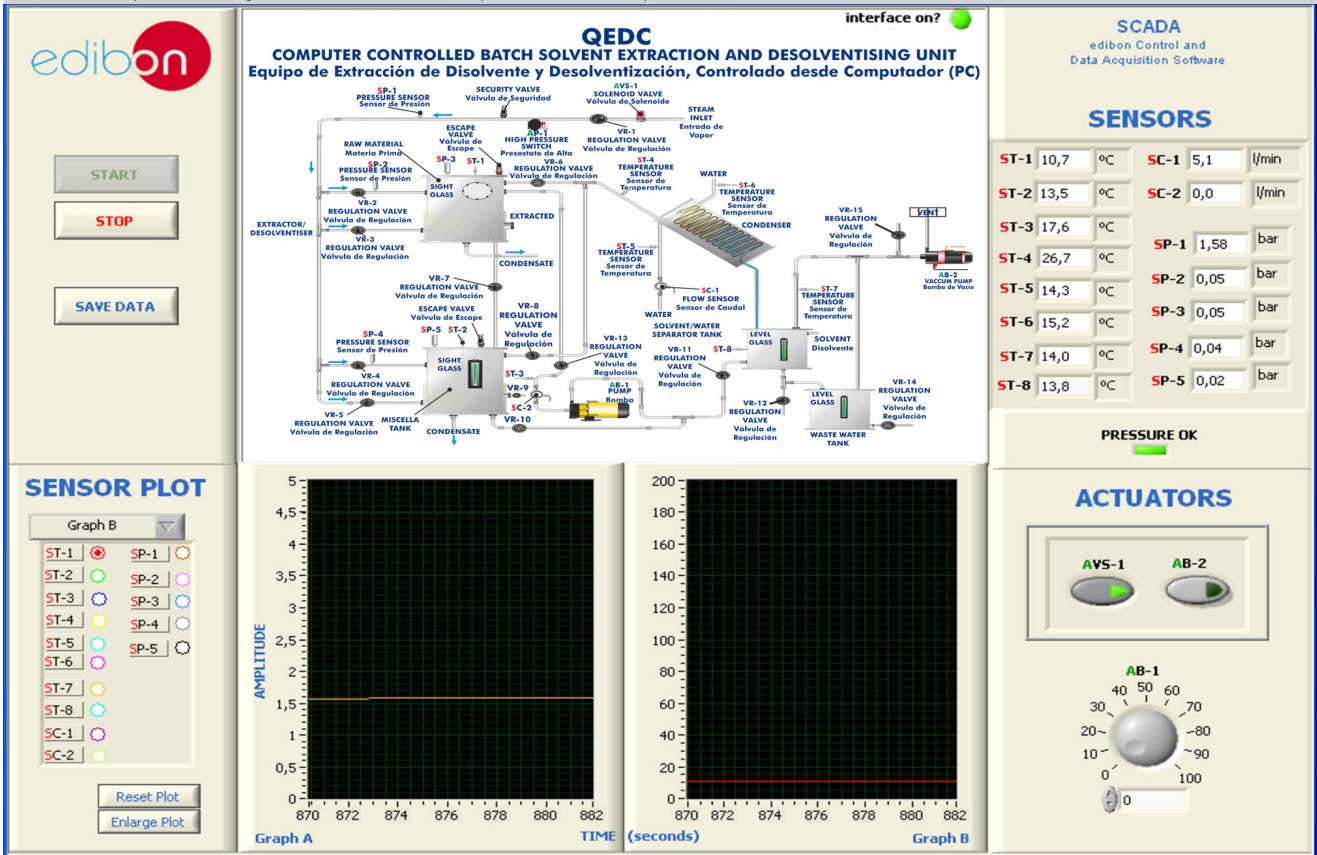 edibon
START
STOP
SAVE DATA
interface on?
QEDC
COMPUTER CONTROLLED BATCH SOLVENT EXTRACTION AND DESOLVENTISING UNIT
Equipo de Extracción de Disolvente y Desolventización, Controlado desde Computador (PC)
SP-1
PRESSURE SENSOR
Sensor de Presión
SECURITY VALVE
Válvula de Seguridad
AVS-1
SOLENOID VALVE
Válvula de Solenoide
STEAM
INLET
Entrada de
Vapor
VR-1
REGULATION VALVE
Válvula de Regulación
AP-1
HIGH PRESSURE
SWITCH
Presostato de Alta
ESCAPE
VALVE
Válvula de
Escape
RAW MATERIAL
Materia Prima
SP-3
ST-1
SP-2
PRESSURE SENSOR
Sensor de Presión
SIGHT
GLASS
VR-6
REGULATION VALVE
Válvula de Regulación
ST-4
TEMPERATURE
SENSOR
Sensor de
Temperatura
WATER
ST-6
TEMPERATURE
SENSOR
Sensor de
Temperatura
CONDENSER
VR-2
REGULATION VALVE
Válvula de Regulación
EXTRACTOR/
DESOLVENTISER
VR-3
REGULATION VALVE
Válvula de Regulación
EXTRACTED
CONDENSATE
ST-5
TEMPERATURE
SENSOR
Sensor de
Temperatura
VR-15
REGULATION
VALVE
Válvula de
Regulación
VENT
AB-2
VACCUM PUMP
Bomba de Vacío
VR-7
REGULATION VALVE
Válvula de Regulación
ESCAPE VALVE
Válvula de Escape
VR-8
REGULATION
VALVE
Válvula de
Regulación
SC-1
FLOW SENSOR
Sensor de Caudal
WATER
ST-7
TEMPERATURE
SENSOR
Sensor de
Temperatura
SOLVENT/WATER
SEPARATOR TANK
LEVEL
GLASS
SOLVENT
Disolvente
SP-4
PRESSURE SENSOR
Sensor de Presión
SP-5
ST-2
SIGHT
GLASS
VR-13
REGULATION
VALVE
Válvula de
Regulación
VR-11
REGULATION
VALVE
Válvula de
Regulación
ST-8
ST-3
VR-4
REGULATION VALVE
Válvula de Regulación
VR-9
SC-2
AB-1
PUMP
Bomba
VR-5
REGULATION VALVE
Válvula de Regulación
MISCELLA
TANK
CONDENSATE
VR-10
VR-12
REGULATION
VALVE
Válvula de
Regulación
LEVEL
GLASS
WASTE WATER
TANK
VR-14
REGULATION
VALVE
Válvula de
Regulación
SCADA
edibon Control and
Data Acquisition Software
SENSORS
ST-1 10,7 ºC SC-1 5,1 l/min
ST-2 13,5 ºC SC-2 0,0 l/min
ST-3 17,6 ºC SP-1 1,58 bar
ST-4 26,7 ºC SP-2 0,05 bar
ST-5 14,3 ºC SP-3 0,05 bar
ST-6 15,2 ºC SP-4 0,04 bar
ST-7 14,0 ºC SP-5 0,02 bar
ST-8 13,8 ºC
PRESSURE OK
SENSOR PLOT
Graph B
ST-1 SP-1
ST-2 SP-2
ST-3 SP-3
ST-4 SP-4
ST-5 SP-5
ST-6
ST-7
ST-8
SC-1
SC-2
Reset Plot
Enlarge Plot
AMPLITUDE
5
4,5
4
3,5
3
2,5
2
1,5
1
0,5
0
870 872 874 876 878 880 882
Graph A
TIME (seconds)
200
180
160
140
120
100
80
60
40
20
0
870 872 874 876 878 880 882
Graph B
ACTUATORS
AVS-1 AB-2
AB-1
0 10 20 30 40 50 60 70 80 90 100
0